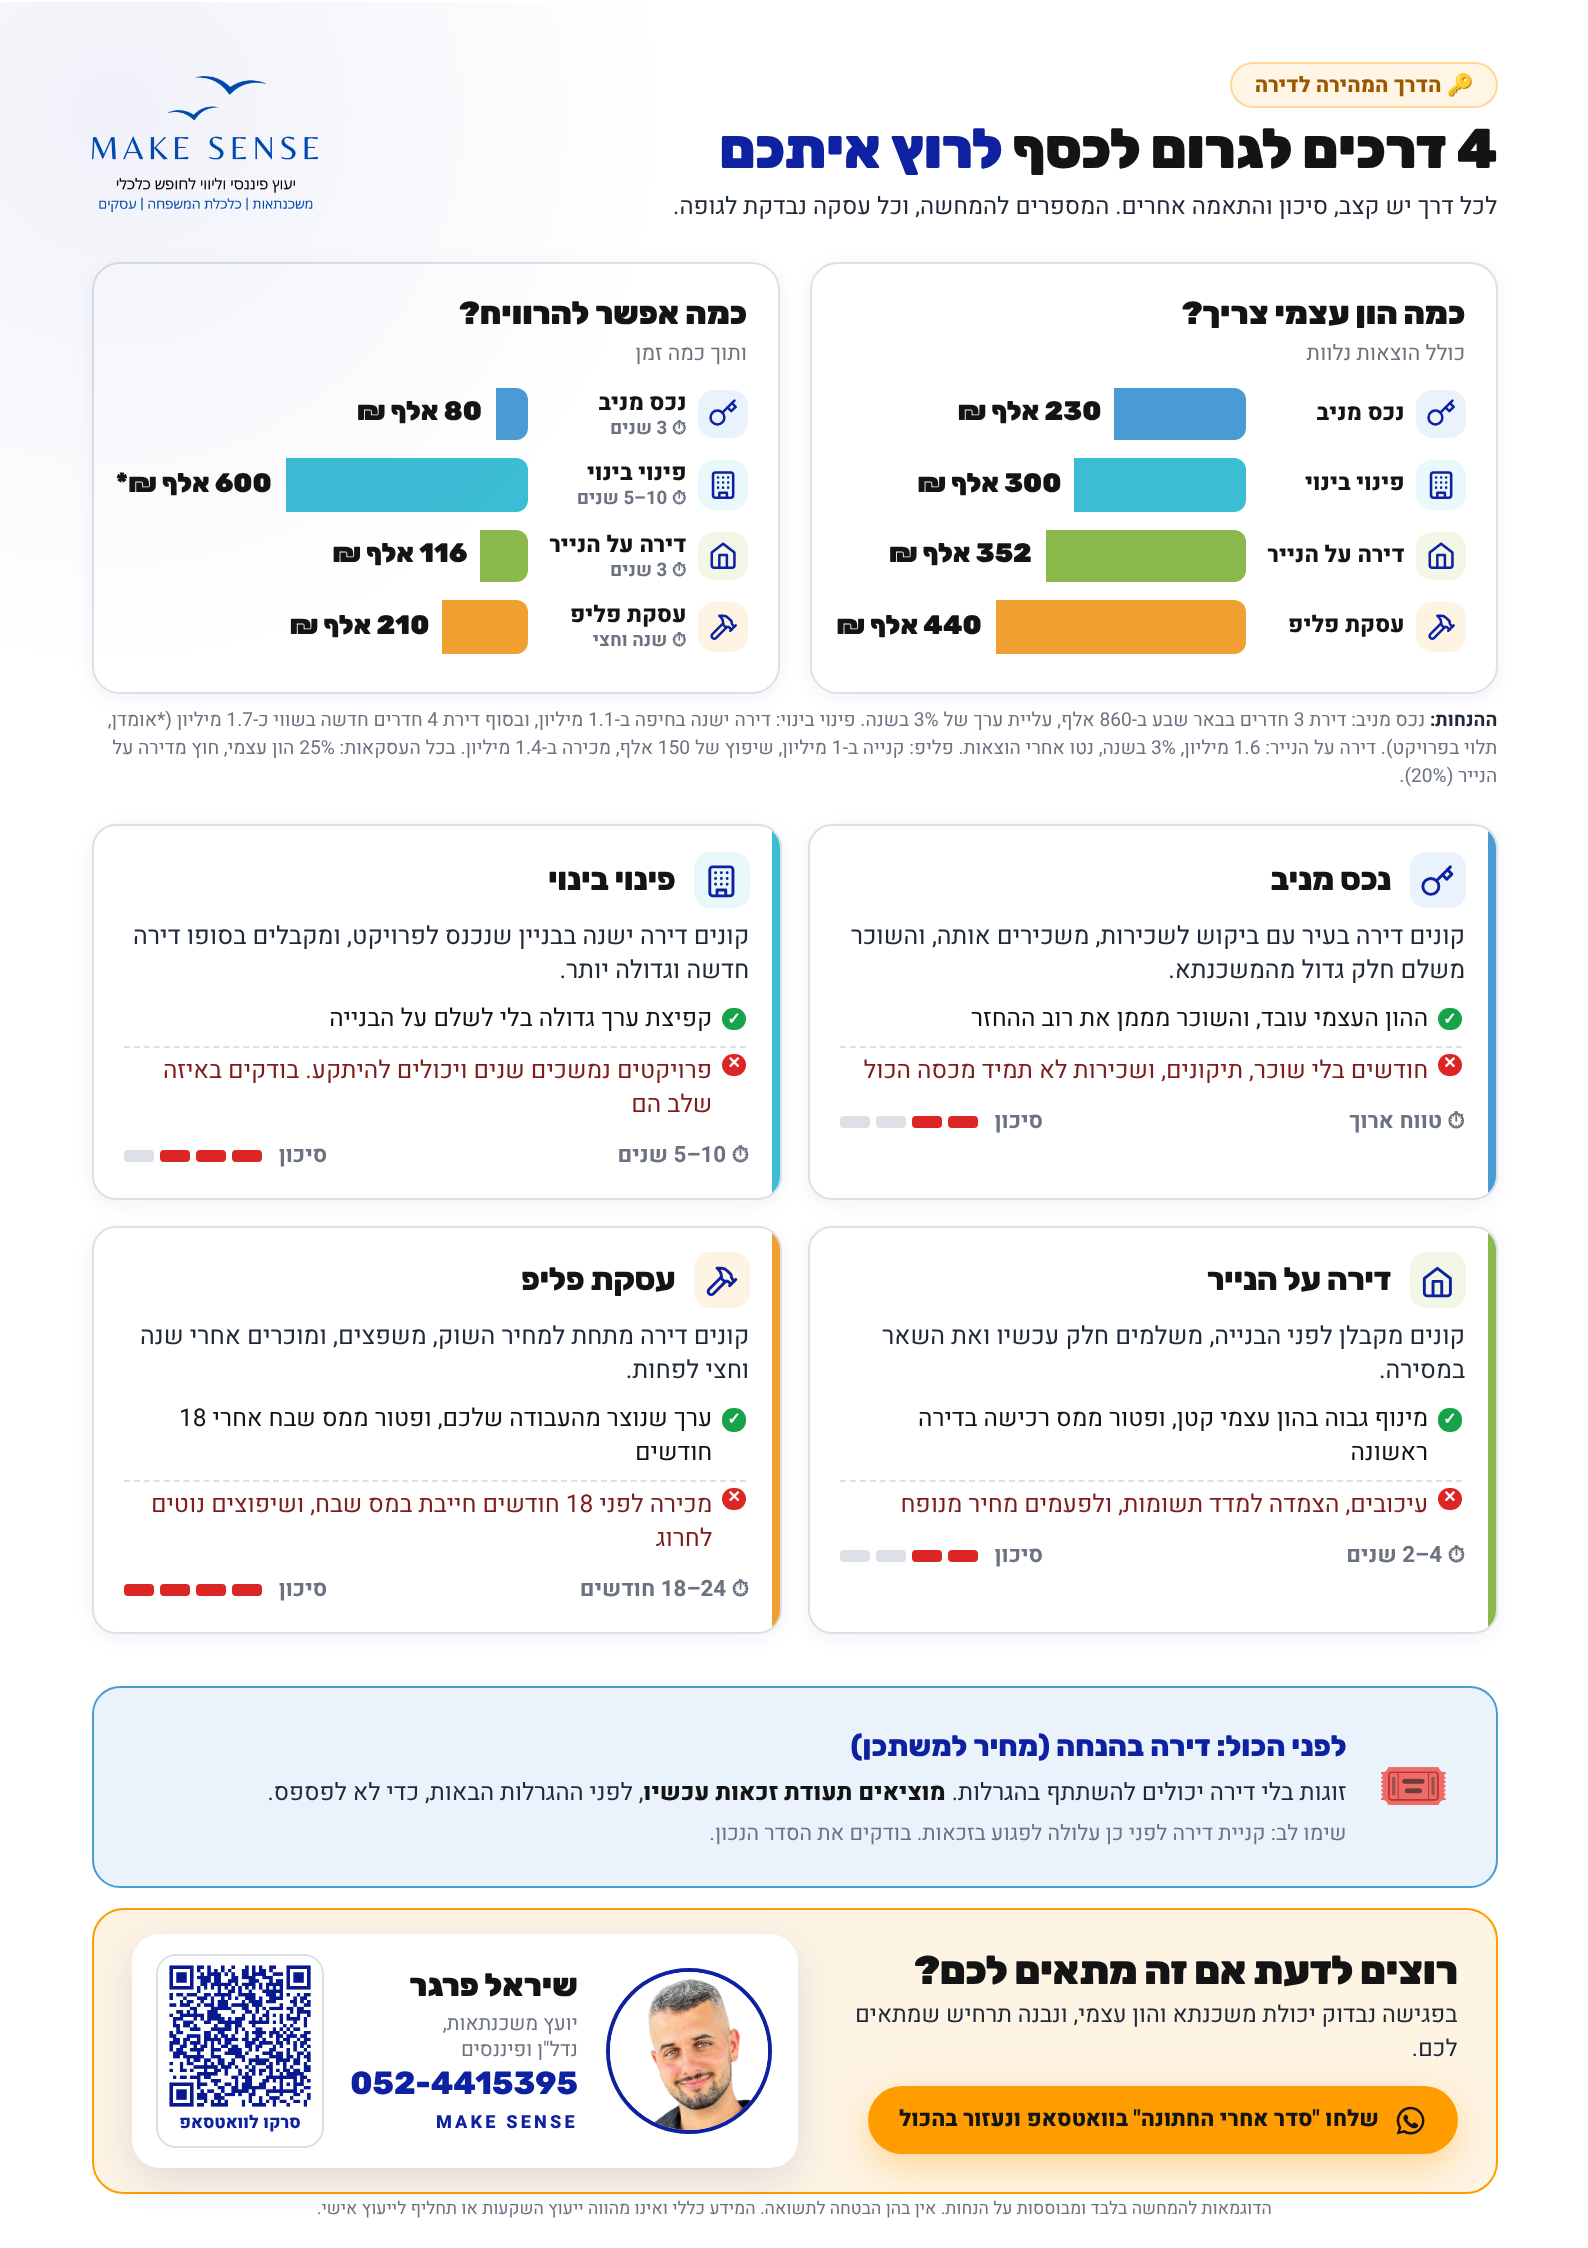 🔑 הדרך המהירה לדירה
4 דרכים לגרום לכסף לרוץ איתכם
לכל דרך יש קצב, סיכון והתאמה אחרים. המספרים להמחשה, וכל עסקה נבדקת לגופה.
MAKE SENSE
יעוץ פיננסי וליווי לחופש כלכלי
משכנתאות | כלכלת המשפחה | עסקים
כמה הון עצמי צריך?
כולל הוצאות נלוות
נכס מניב 230 אלף ₪
פינוי בינוי 300 אלף ₪
דירה על הנייר 352 אלף ₪
עסקת פליפ 440 אלף ₪
כמה אפשר להרוויח?
ותוך כמה זמן
נכס מניב 80 אלף ₪
⏱ 3 שנים
פינוי בינוי 600 אלף ₪*
⏱ 5–10 שנים
דירה על הנייר 116 אלף ₪
⏱ 3 שנים
עסקת פליפ 210 אלף ₪
⏱ שנה וחצי
ההנחות: נכס מניב: דירת 3 חדרים בבאר שבע ב-860 אלף, עליית ערך של 3% בשנה. פינוי בינוי: דירה ישנה בחיפה ב-1.1 מיליון, ובסוף דירת 4 חדרים חדשה בשווי כ-1.7 מיליון (*אומדן,
תלוי בפרויקט). דירה על הנייר: 1.6 מיליון, 3% בשנה, נטו אחרי הוצאות. פליפ: קנייה ב-1 מיליון, שיפוץ של 150 אלף, מכירה ב-1.4 מיליון. בכל העסקאות: 25% הון עצמי, חוץ מדירה על
הנייר (20%).
נכס מניב
קונים דירה בעיר עם ביקוש לשכירות, משכירים אותה, והשוכר
משלם חלק גדול מהמשכנתא.
ההון העצמי עובד, והשוכר מממן את רוב ההחזר
חודשים בלי שוכר, תיקונים, ושכירות לא תמיד מכסה הכול
⏱ טווח ארוך סיכון
פינוי בינוי
קונים דירה ישנה בבניין שנכנס לפרויקט, ומקבלים בסופו דירה
חדשה וגדולה יותר.
קפיצת ערך גדולה בלי לשלם על הבנייה
פרויקטים נמשכים שנים ויכולים להיתקע. בודקים באיזה
שלב הם
⏱ 5–10 שנים סיכון
דירה על הנייר
קונים מקבלן לפני הבנייה, משלמים חלק עכשיו ואת השאר
במסירה.
מינוף גבוה בהון עצמי קטן, ופטור ממס רכישה בדירה
ראשונה
עיכובים, הצמדה למדד תשומות, ולפעמים מחיר מנופח
⏱ 2–4 שנים סיכון
עסקת פליפ
קונים דירה מתחת למחיר השוק, משפצים, ומוכרים אחרי שנה
וחצי לפחות.
ערך שנוצר מהעבודה שלכם, ופטור ממס שבח אחרי 18
חודשים
מכירה לפני 18 חודשים חייבת במס שבח, ושיפוצים נוטים
לחרוג
⏱ 18–24 חודשים סיכון
לפני הכול: דירה בהנחה (מחיר למשתכן)
זוגות בלי דירה יכולים להשתתף בהגרלות. מוציאים תעודת זכאות עכשיו, לפני ההגרלות הבאות, כדי לא לפספס.
שימו לב: קניית דירה לפני כן עלולה לפגוע בזכאות. בודקים את הסדר הנכון.
רוצים לדעת אם זה מתאים לכם?
בפגישה נבדוק יכולת משכנתא והון עצמי, ונבנה תרחיש שמתאים
לכם.
שלחו "סדר אחרי החתונה" בוואטסאפ ונעזור בהכול
שיראל פרגר
יועץ משכנתאות,
נדל"ן ופיננסים
052-4415395
MAKE SENSE
סרקו לוואטסאפ
הדוגמאות להמחשה בלבד ומבוססות על הנחות. אין בהן הבטחה לתשואה. המידע כללי ואינו מהווה ייעוץ השקעות או תחליף לייעוץ אישי.